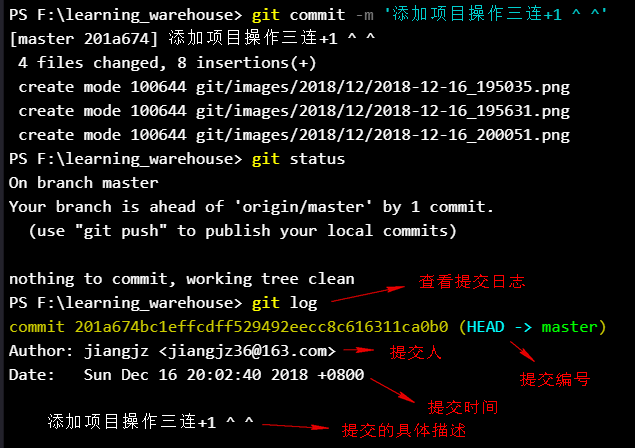 PS F:\learning_warehouse> git commit -m '添加项目操作三连+1 ^ ^'
[master 201a674] 添加项目操作三连+1 ^ ^
 4 files changed, 8 insertions(+)
 create mode 100644 git/images/2018/12/2018-12-16_195035.png
 create mode 100644 git/images/2018/12/2018-12-16_195631.png
 create mode 100644 git/images/2018/12/2018-12-16_200051.png
PS F:\learning_warehouse> git status
On branch master
Your branch is ahead of 'origin/master' by 1 commit.
  (use "git push" to publish your local commits)
nothing to commit, working tree clean
查看提交日志
PS F:\learning_warehouse> git log
commit 201a674bc1effcdff529492eecc8c616311ca0b0 (HEAD -> master)
Author: jiangjz <jiangjz36@163.com> 提交人
提交编号
Date:   Sun Dec 16 20:02:40 2018 +0800
提交时间
    添加项目操作三连+1 ^ ^
提交的具体描述